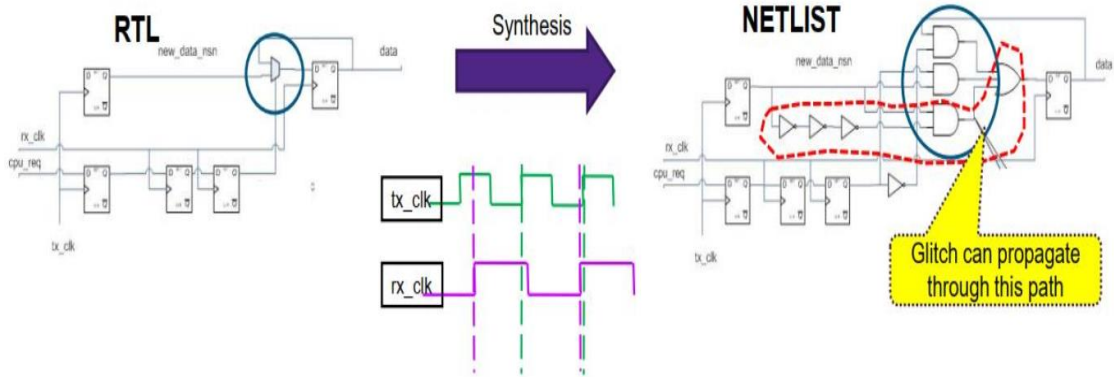 RTL
Synthesis
NETLIST
new_data_nsn
data
rx_clk
cpu_req
tx_clk
tx_clk
rx_clk
new_data_nsn
data
rx_clk
cpu_req
tx_clk
Glitch can propagate
through this path